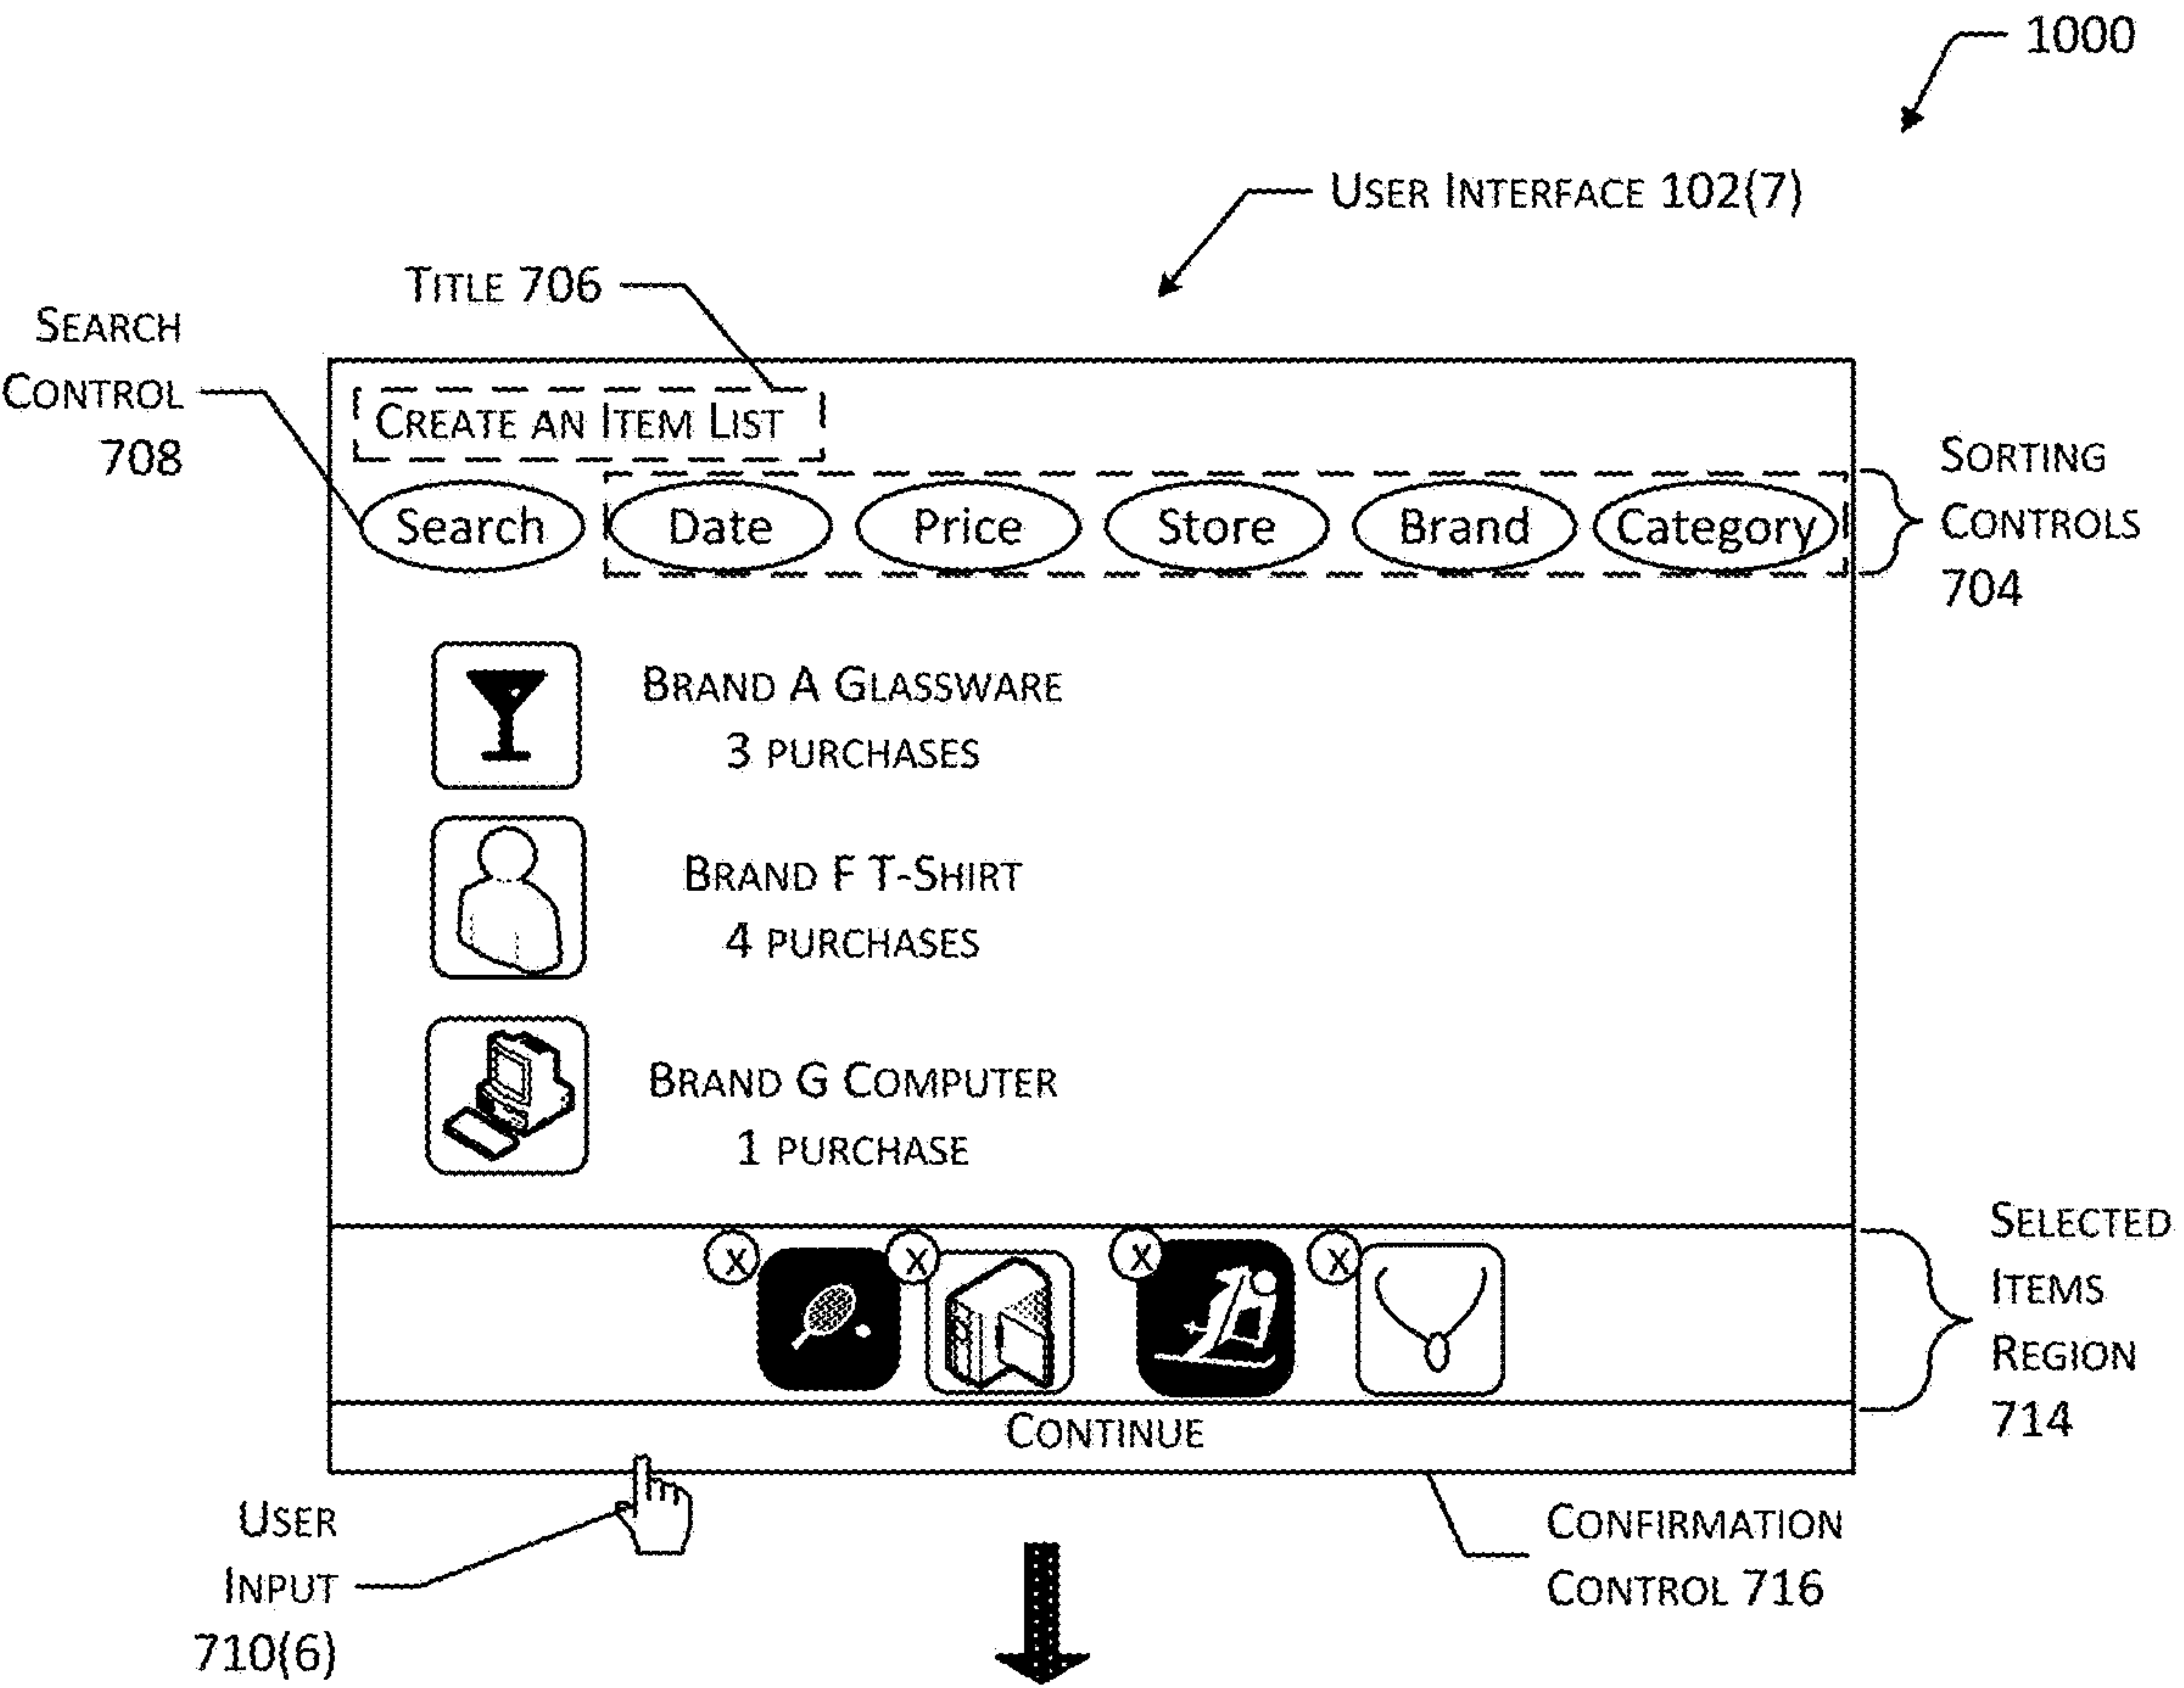 1000
USER INTERFACE 102(7)
TITLE 706
SEARCH
CONTROL
708
CREATE AN ITEM LIST
SORTING
CONTROLS
704
Search Date Price Store Brand Category
BRAND A GLASSWARE
3 PURCHASES
BRAND F T-SHIRT
4 PURCHASES
BRAND G COMPUTER
1 PURCHASE
X X X X
SELECTED
ITEMS
REGION
714
CONTINUE
USER
INPUT
710(6)
CONFIRMATION
CONTROL 716